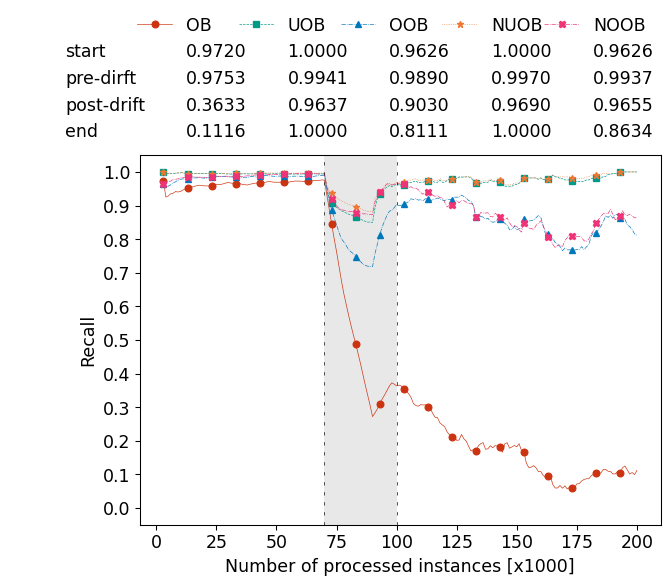 OB UOB OOB NUOB NOOB
start 0.9720 1.0000 0.9626 1.0000 0.9626
pre-dirft 0.9753 0.9941 0.9890 0.9970 0.9937
post-drift 0.3633 0.9637 0.9030 0.9690 0.9655
end 0.1116 1.0000 0.8111 1.0000 0.8634
1.0
0.9
0.8
0.7
0.6
0.5
0.4
0.3
0.2
0.1
0.0
Recall
0 25 50 75 100 125 150 175 200
Number of processed instances [x1000]